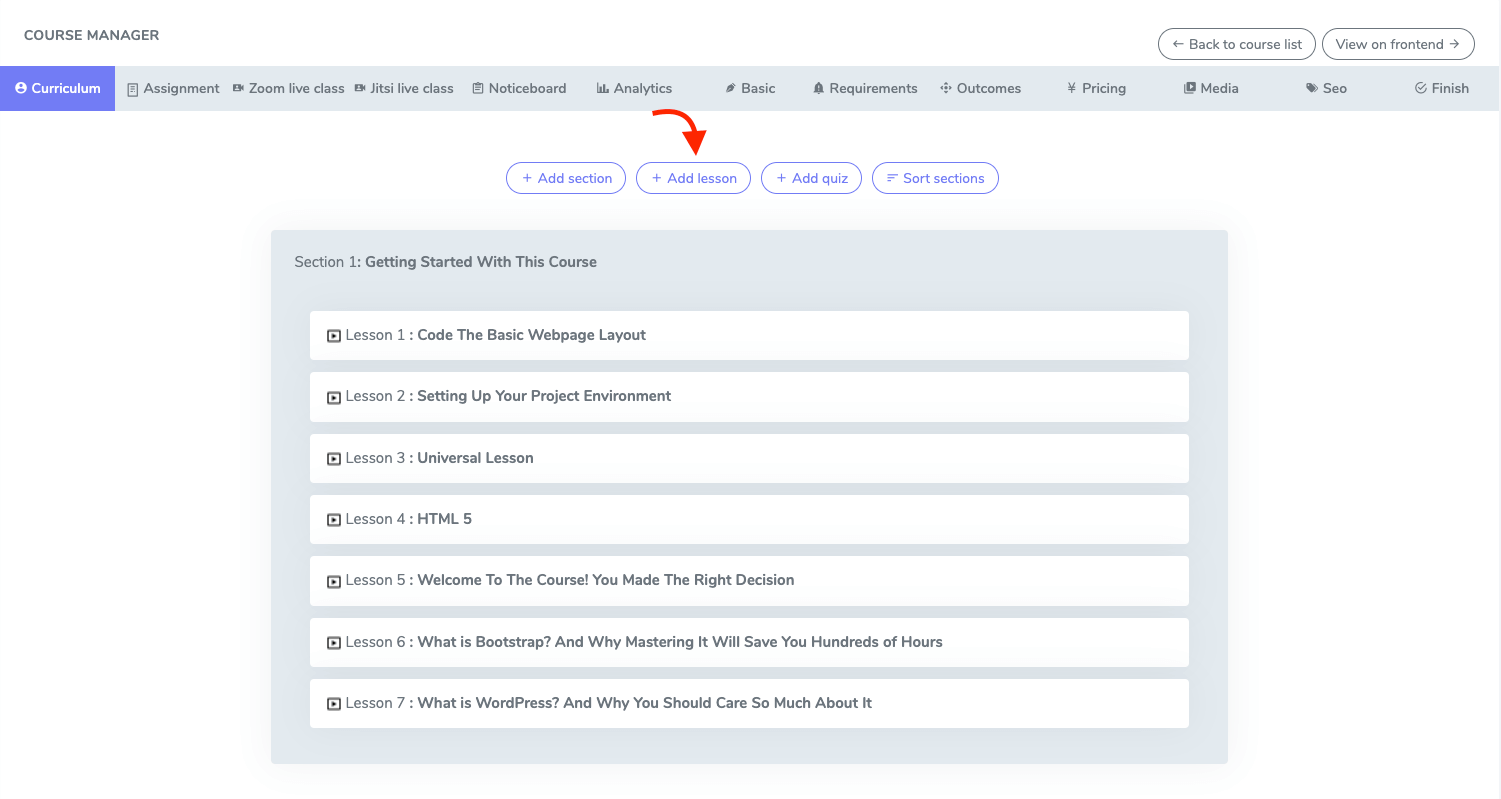 COURSE MANAGER
← Back to course list
View on frontend →
Curriculum
Assignment
Zoom live class
Jitsi live class
Noticeboard
Analytics
Basic
Requirements
Outcomes
¥ Pricing
Media
Seo
Finish
+ Add section
+ Add lesson
+ Add quiz
Sort sections
Section 1: Getting Started With This Course
Lesson 1 : Code The Basic Webpage Layout
Lesson 2 : Setting Up Your Project Environment
Lesson 3 : Universal Lesson
Lesson 4 : HTML 5
Lesson 5 : Welcome To The Course! You Made The Right Decision
Lesson 6 : What is Bootstrap? And Why Mastering It Will Save You Hundreds of Hours
Lesson 7 : What is WordPress? And Why You Should Care So Much About It